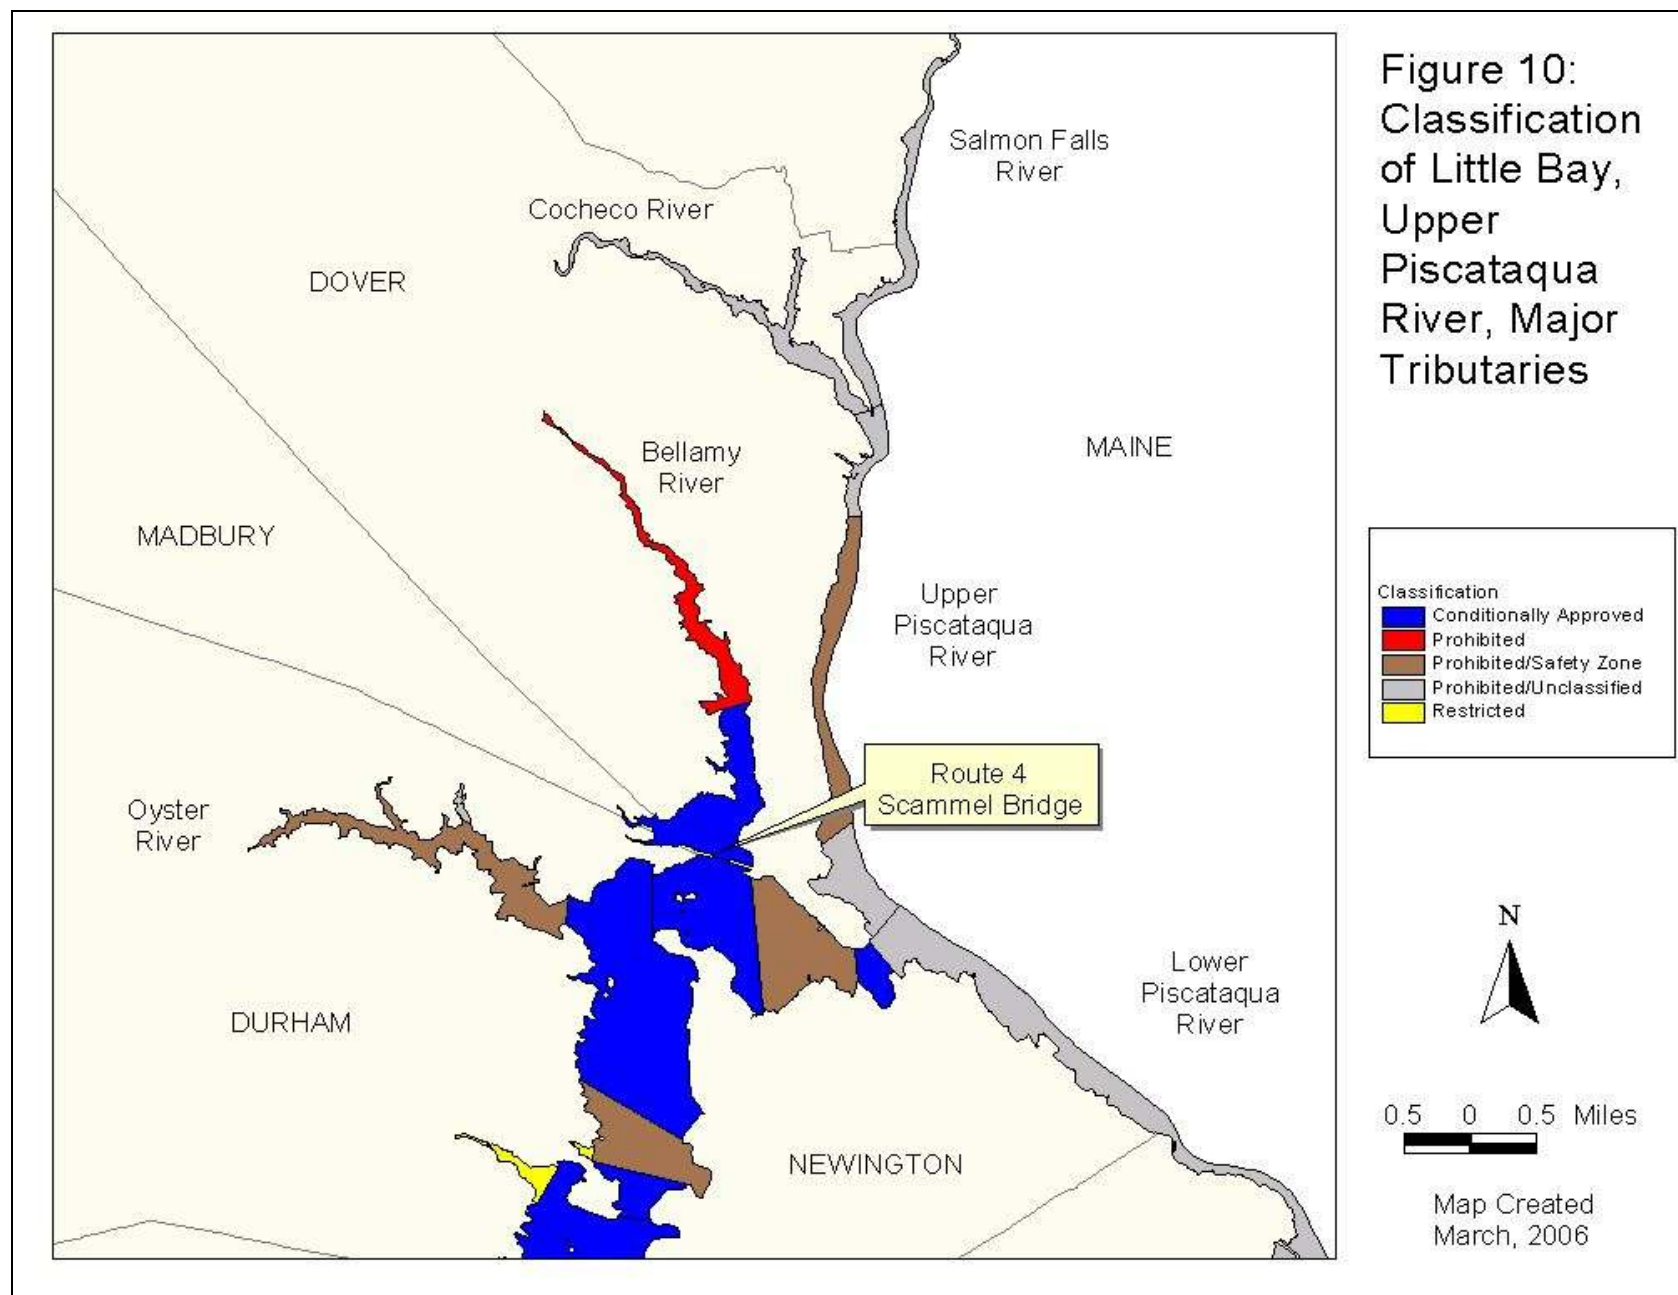 Figure 10:
Classification
of Little Bay,
Upper
Piscataqua
River, Major
Tributaries
Salmon Falls
River
Cocheco River
DOVER
Bellamy
River
MAINE
MADBURY
Upper
Piscataqua
River
Classification
Conditionally Approved
Prohibited
Prohibited/Safety Zone
Prohibited/Unclassified
Restricted
Route 4
Scammel Bridge
Oyster
River
N
Lower
Piscataqua
River
DURHAM
NEWINGTON
0.5 0 0.5 Miles
Map Created
March, 2006